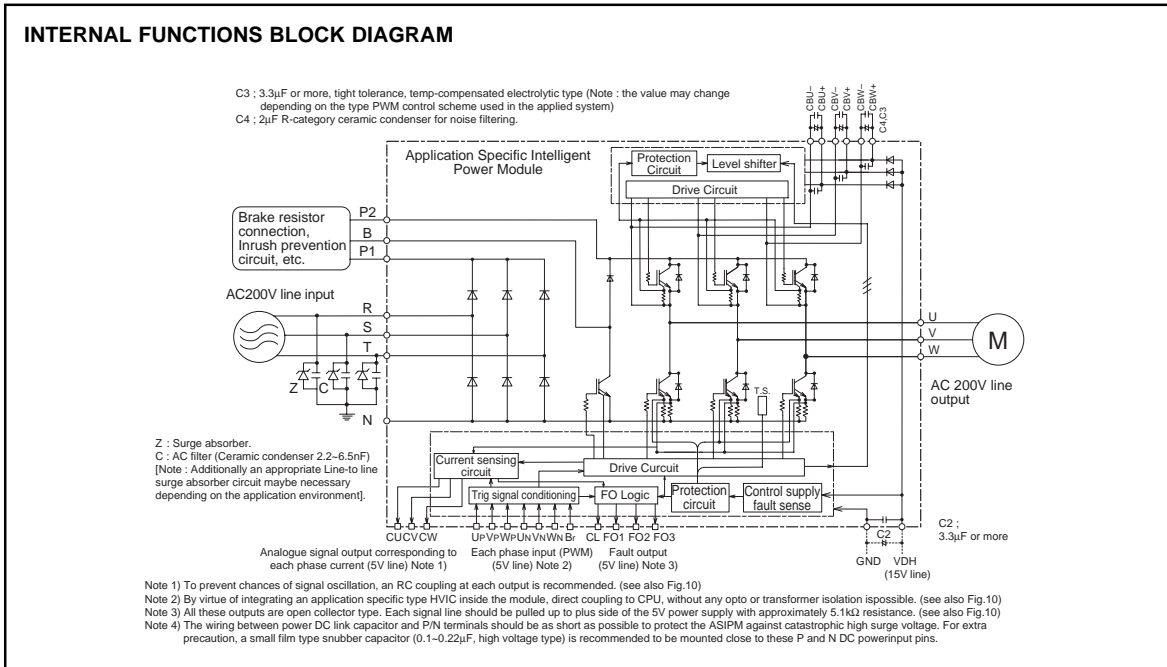 INTERNAL FUNCTIONS BLOCK DIAGRAM
C3 ; 3.3µF or more, tight tolerance, temp-compensated electrolytic type (Note : the value may change
depending on the type PWM control scheme used in the applied system)
C4 ; 2µF R-category ceramic condenser for noise filtering.
CBU–
CBU+
CBV–
CBV+
CBW–
CBW+
C4,C3
Application Specific Intelligent
Power Module
Protection
Circuit
Level shifter
Drive Circuit
Brake resistor
connection,
Inrush prevention
circuit, etc.
P2
B
P1
AC200V line input
R
S
T
Z
C
N
T.S.
U
V
W
M
AC 200V line
output
Z : Surge absorber.
C : AC filter (Ceramic condenser 2.2~6.5nF)
[Note : Additionally an appropriate Line-to line
surge absorber circuit maybe necessary
depending on the application environment].
Current sensing
circuit
Drive Curcuit
Trig signal conditioning
FO Logic
Protection
circuit
Control supply
fault sense
CU CV CW
UP VP WP UN VN WN Br
CL FO1 FO2 FO3
C2
GND
VDH
(15V line)
C2 ;
3.3µF or more
Analogue signal output corresponding to
each phase current (5V line) Note 1)
Each phase input (PWM)
(5V line) Note 2)
Fault output
(5V line) Note 3)
Note 1) To prevent chances of signal oscillation, an RC coupling at each output is recommended. (see also Fig.10)
Note 2) By virtue of integrating an application specific type HVIC inside the module, direct coupling to CPU, without any opto or transformer isolation ispossible. (see also Fig.10)
Note 3) All these outputs are open collector type. Each signal line should be pulled up to plus side of the 5V power supply with approximately 5.1kΩ resistance. (see also Fig.10)
Note 4) The wiring between power DC link capacitor and P/N terminals should be as short as possible to protect the ASIPM against catastrophic high surge voltage. For extra
precaution, a small film type snubber capacitor (0.1~0.22µF, high voltage type) is recommended to be mounted close to these P and N DC powerinput pins.